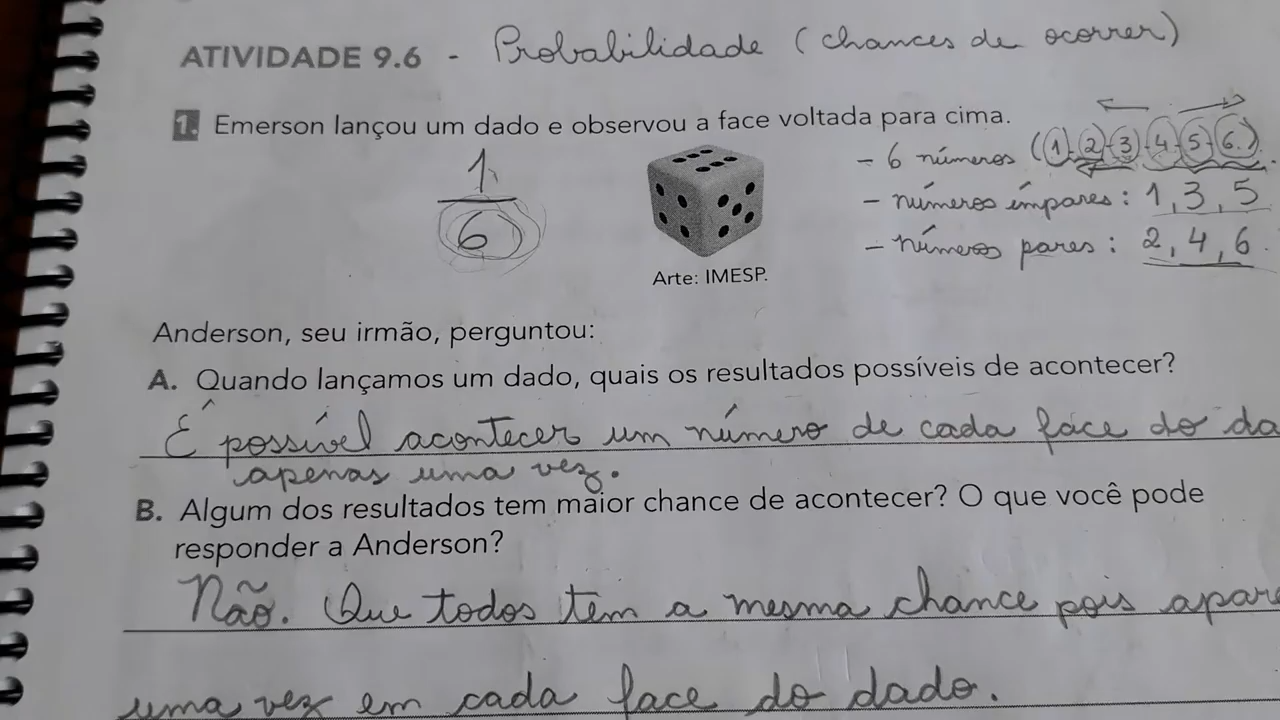 ATIVIDADE 9.6 - Probabilidade (chances de ocorrer)
1. Emerson lançou um dado e observou a face voltada para cima.
1
6
- 6 números (1-2-3-4-5-6.)
- números ímpares: 1, 3, 5
- números pares: 2, 4, 6.
Arte: IMESP.
Anderson, seu irmão, perguntou:
A. Quando lançamos um dado, quais os resultados possíveis de acontecer?
É possível acontecer um número de cada face do da
apenas uma vez.
B. Algum dos resultados tem maior chance de acontecer? O que você pode
responder a Anderson?
Não. Que todos tem a mesma chance pois apare
uma vez em cada face do dado.